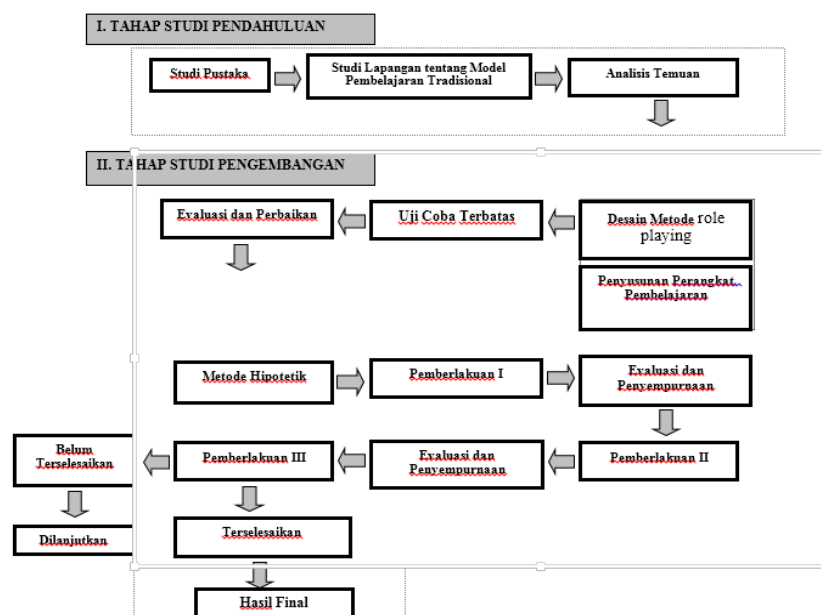 I. TAHAP STUDI PENDAHULUAN
Studi Pustaka
Studi Lapangan tentang Model
Pembelajaran Tradisional
Analisis Temuan
II. TAHAP STUDI PENGEMBANGAN
Evaluasi dan Perbaikan
Uji Coba Terbatas
Desain Metode role
playing
Penyusunan Perangkat
Pembelajaran
Metode Hipotetik
Pemberlakuan I
Evaluasi dan
Penyempurnaan
Belum
Terselesaikan
Pemberlakuan III
Evaluasi dan
Penyempurnaan
Pemberlakuan II
Dilanjutkan
Terselesaikan
Hasil Final